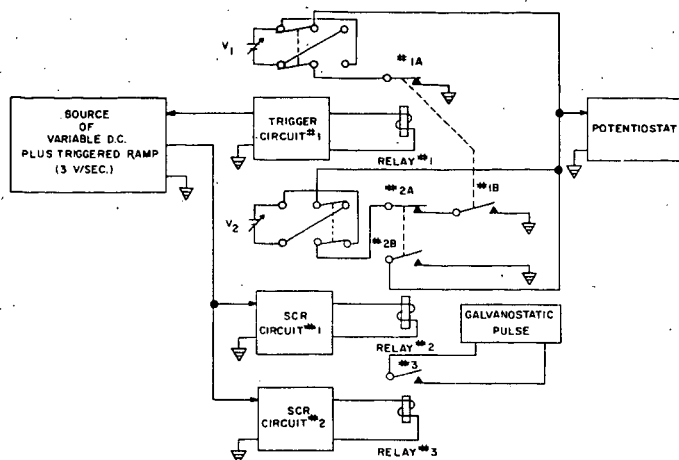 V1
#1A
SOURCE
OF
VARIABLE D.C.
PLUS TRIGGERED RAMP
(3 V/SEC.)
TRIGGER
CIRCUIT #1
RELAY #1
POTENTIOSTAT
V2
#2A
#1B
#2B
SCR
CIRCUIT #1
RELAY #2
GALVANOSTATIC
PULSE
#3
SCR
CIRCUIT #2
RELAY #3